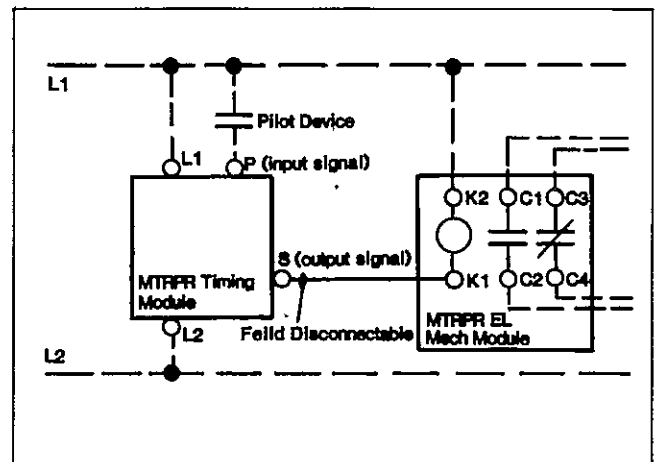 L1
Pilot Device
L1
P (input signal)
K2
C1
C3
S (output signal)
MTRPR Timing
Module
K1
C2
C4
L2
Feild Disconnectable
MTRPR EL
Mech Module
L2